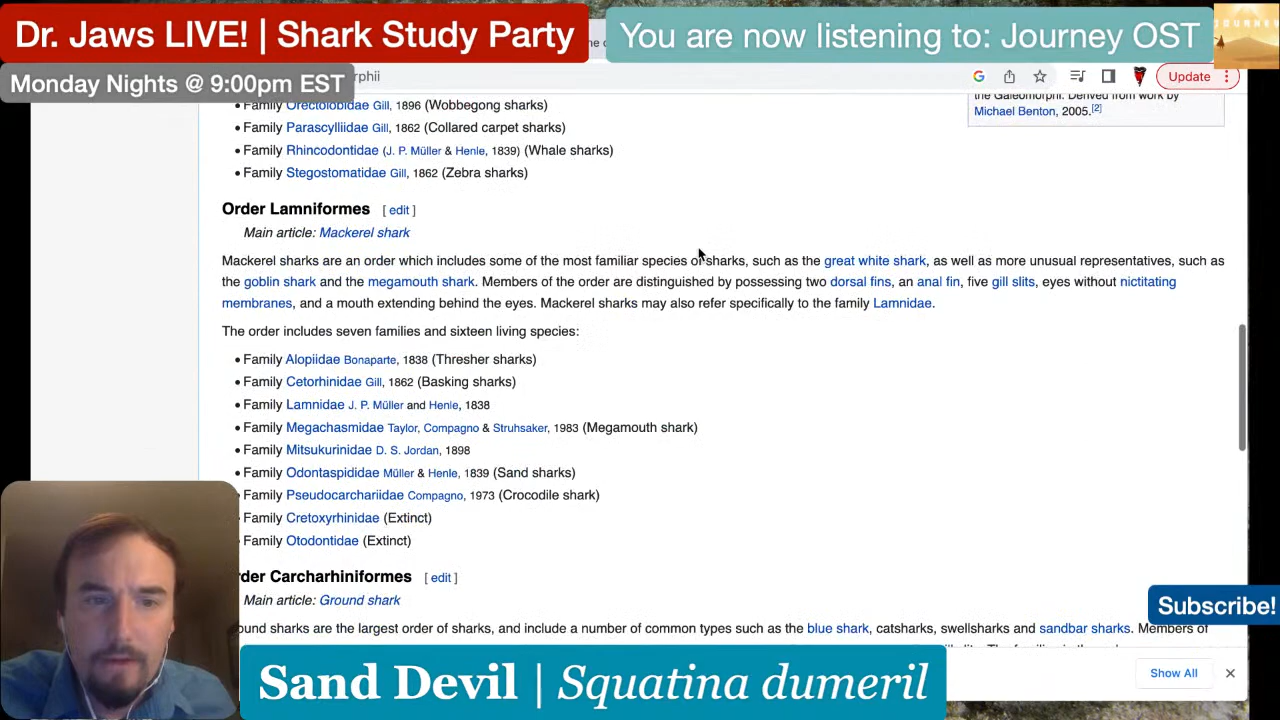 Dr. Jaws LIVE! | Shark Study Party
You are now listening to: Journey OST
JOURNEY
Monday Nights @ 9:00pm EST
rphii
Update
Family Orectolobidae Gill, 1896 (Wobbegong sharks)
Family Parascylliidae Gill, 1862 (Collared carpet sharks)
Family Rhincodontidae (J. P. Müller & Henle, 1839) (Whale sharks)
Family Stegostomatidae Gill, 1862 (Zebra sharks)
the Galeomorphi. Derived from work by
Michael Benton, 2005.[2]
Order Lamniformes [ edit ]
Main article: Mackerel shark
Mackerel sharks are an order which includes some of the most familiar species of sharks, such as the great white shark, as well as more unusual representatives, such as
the goblin shark and the megamouth shark. Members of the order are distinguished by possessing two dorsal fins, an anal fin, five gill slits, eyes without nictitating
membranes, and a mouth extending behind the eyes. Mackerel sharks may also refer specifically to the family Lamnidae.
The order includes seven families and sixteen living species:
Family Alopiidae Bonaparte, 1838 (Thresher sharks)
Family Cetorhinidae Gill, 1862 (Basking sharks)
Family Lamnidae J. P. Müller and Henle, 1838
Family Megachasmidae Taylor, Compagno & Struhsaker, 1983 (Megamouth shark)
Family Mitsukurinidae D. S. Jordan, 1898
Family Odontaspididae Müller & Henle, 1839 (Sand sharks)
Family Pseudocarchariidae Compagno, 1973 (Crocodile shark)
Family Cretoxyrhinidae (Extinct)
Family Otodontidae (Extinct)
rder Carcharhiniformes [ edit ]
Main article: Ground shark
ound sharks are the largest order of sharks, and include a number of common types such as the blue shark, catsharks, swellsharks and sandbar sharks. Members of
Subscribe!
Show All
Sand Devil | Squatina dumeril